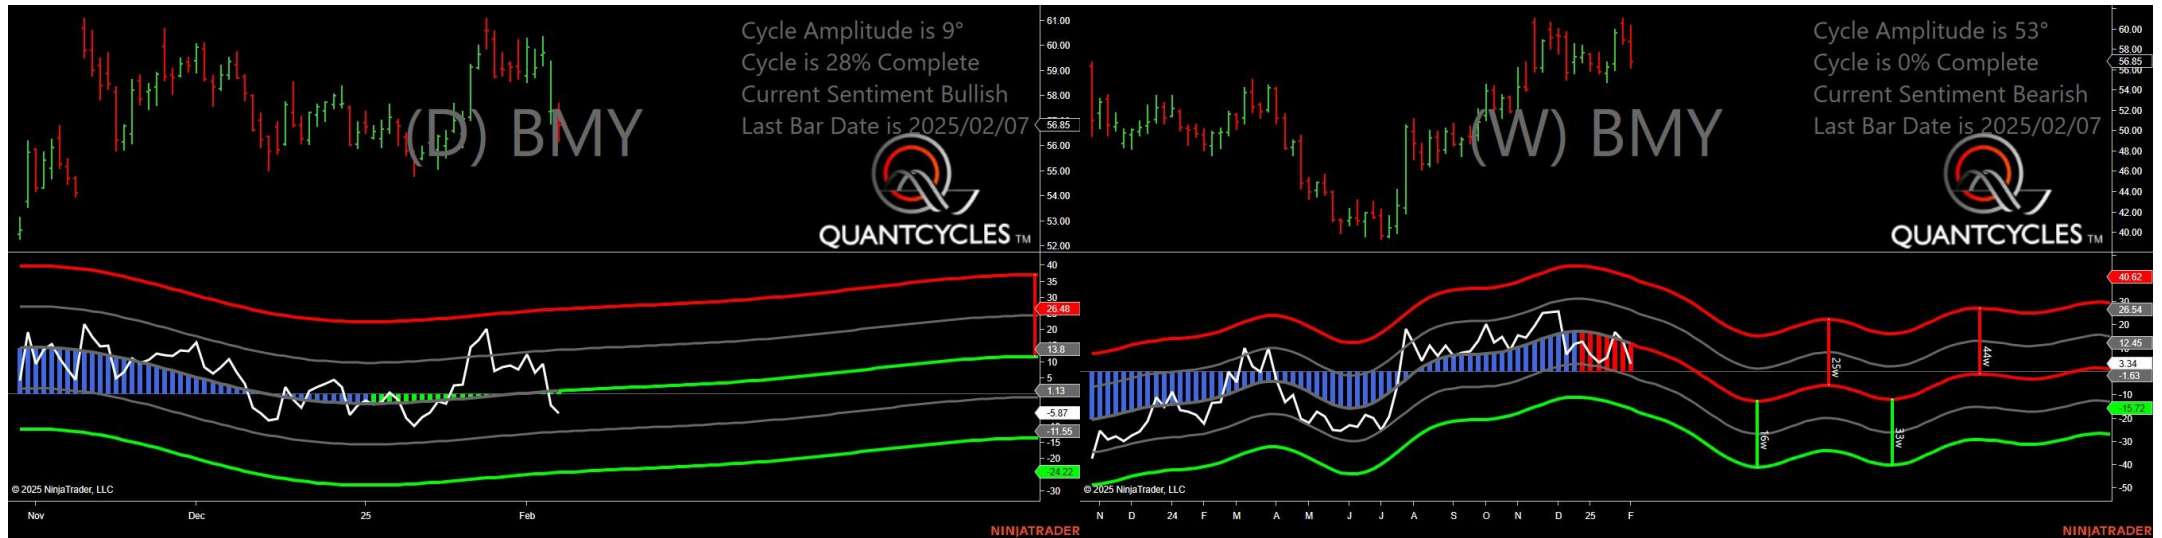 Cycle Amplitude is 9°
Cycle is 28% Complete
Current Sentiment Bullish
Last Bar Date is 2025/02/07
(D) BMY
QUANTCYCLES TM
61.00
60.00
59.00
58.00
56.85
56.00
55.00
54.00
53.00
52.00
40
35
30
26.48
20
13.8
10
5
1.13
-5.87
-11.55
-15
-20
-24.22
-30
© 2025 NinjaTrader, LLC
Nov Dec 25 Feb
NINJATRADER
Cycle Amplitude is 53°
Cycle is 0% Complete
Current Sentiment Bearish
Last Bar Date is 2025/02/07
(W) BMY
QUANTCYCLES TM
60.00
58.00
56.85
56.00
54.00
52.00
50.00
48.00
46.00
44.00
42.00
40.00
40.62
30
26.54
20
12.45
3.34
-1.63
-10
-15.72
-20
-30
-40
-50
16w
25w
33w
44w
© 2025 NinjaTrader, LLC
N D 24 F M A M J J A S O N D 25 F
NINJATRADER